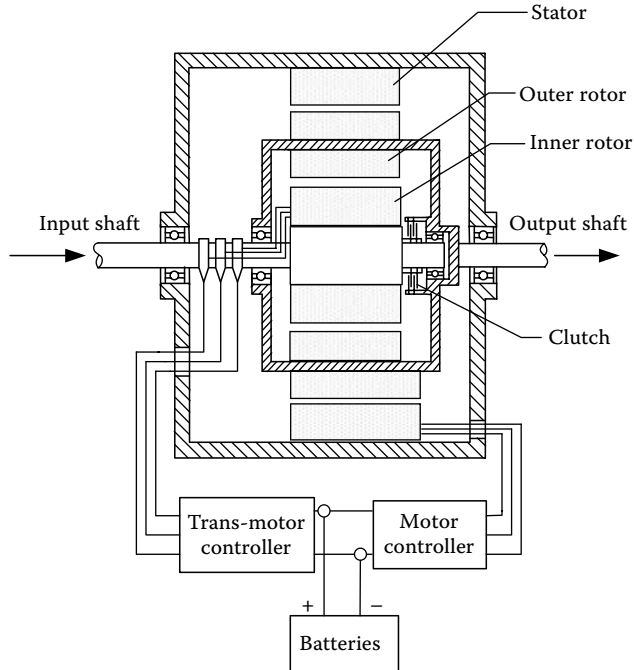 Stator
Outer rotor
Inner rotor
Input shaft
Output shaft
Clutch
Trans-motor
controller
Motor
controller
+
−
Batteries